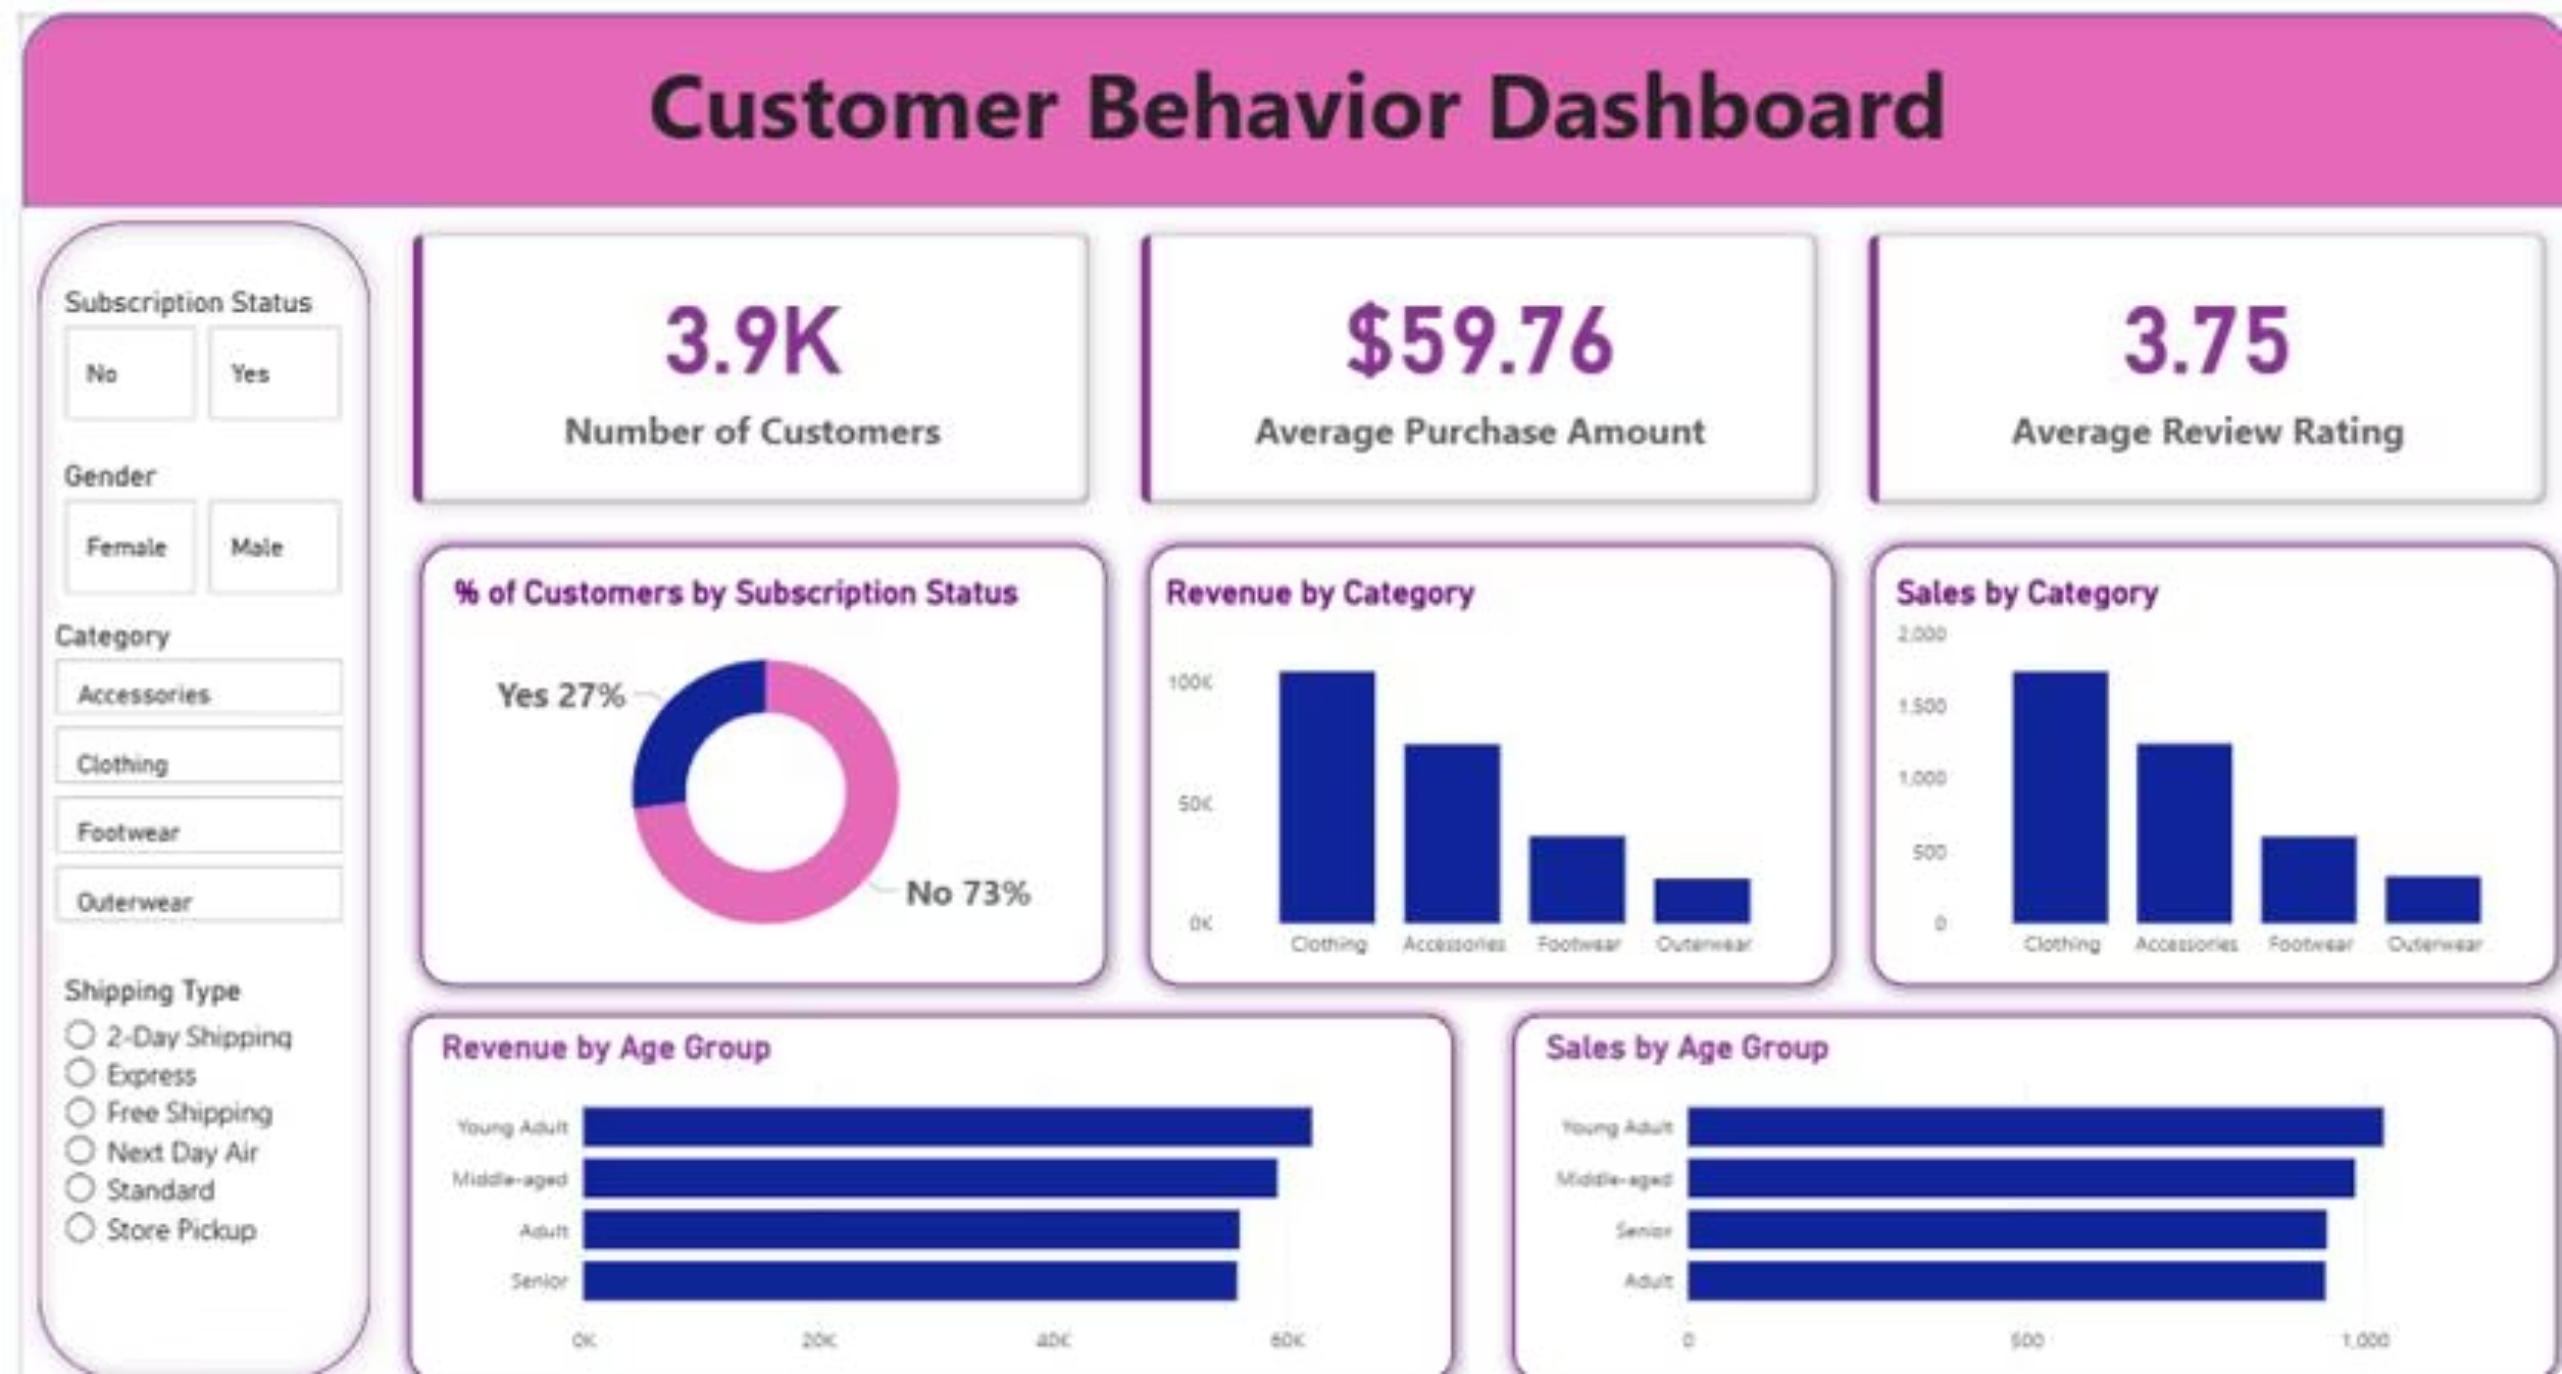 Customer Behavior Dashboard
Subscription Status
No
Yes
Gender
Female
Male
Category
Accessories
Clothing
Footwear
Outerwear
Shipping Type
2-Day Shipping
Express
Free Shipping
Next Day Air
Standard
Store Pickup
3.9K
Number of Customers
$59.76
Average Purchase Amount
3.75
Average Review Rating
% of Customers by Subscription Status
Yes 27%
No 73%
Revenue by Category
100K
50K
0K
Clothing Accessories Footwear Outerwear
Sales by Category
2,000
1,500
1,000
500
0
Clothing Accessories Footwear Outerwear
Revenue by Age Group
Young Adult
Middle-aged
Adult
Senior
0K 20K 40K 60K
Sales by Age Group
Young Adult
Middle-aged
Senior
Adult
0 500 1,000